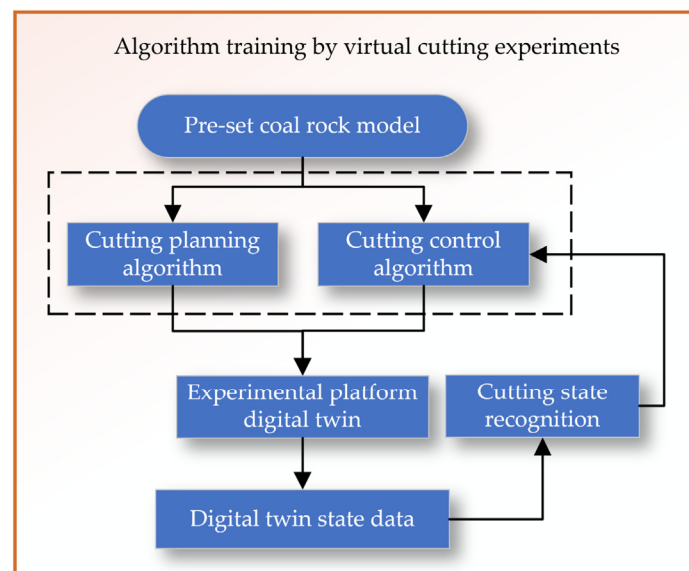 Algorithm training by virtual cutting experiments
Pre-set coal rock model
Cutting planning
algorithm
Cutting control
algorithm
Experimental platform
digital twin
Cutting state
recognition
Digital twin state data